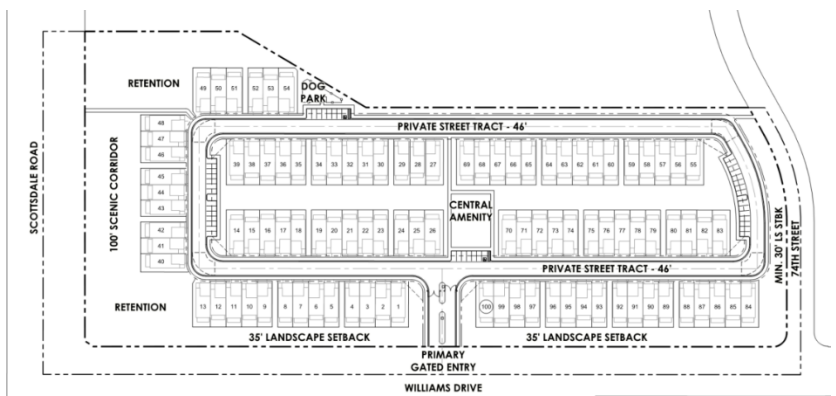 RETENTION
49 50 51
52 53 54
DOG
PARK
PRIVATE STREET TRACT - 46'
48
47
46
45
44
43
42
41
40
SCOTTSDALE ROAD
100' SCENIC CORRIDOR
39 38 37 36 35
34 33 32 31 30
29 28 27
69 68 67 66 65
64 63 62 61 60
59 58 57 56 55
CENTRAL
AMENITY
14 15 16 17 18
19 20 21 22 23
24 25 26
70 71 72 73 74
75 76 77 78 79
80 81 82 83
MIN. 30' LS STBK
74TH STREET
PRIVATE STREET TRACT - 46'
RETENTION
13 12 11 10 9
8 7 6 5
4 3 2 1
100 99 98 97
96 95 94 93
92 91 90 89
88 87 86 85 84
35' LANDSCAPE SETBACK
35' LANDSCAPE SETBACK
PRIMARY
GATED ENTRY
WILLIAMS DRIVE